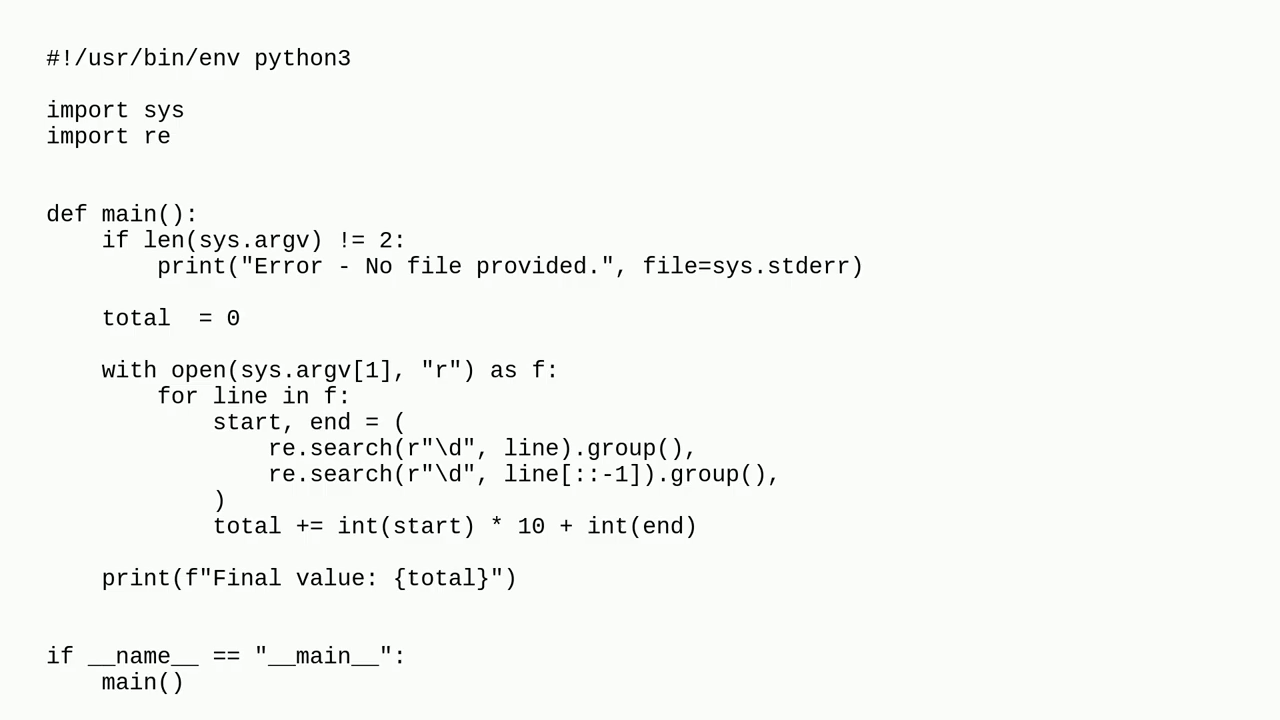 #!/usr/bin/env python3

import sys
import re


def main():
    if len(sys.argv) != 2:
        print("Error - No file provided.", file=sys.stderr)

    total  = 0

    with open(sys.argv[1], "r") as f:
        for line in f:
            start, end = (
                re.search(r"\d", line).group(),
                re.search(r"\d", line[::-1]).group(),
            )
            total += int(start) * 10 + int(end)

    print(f"Final value: {total}")


if __name__ == "__main__":
    main()